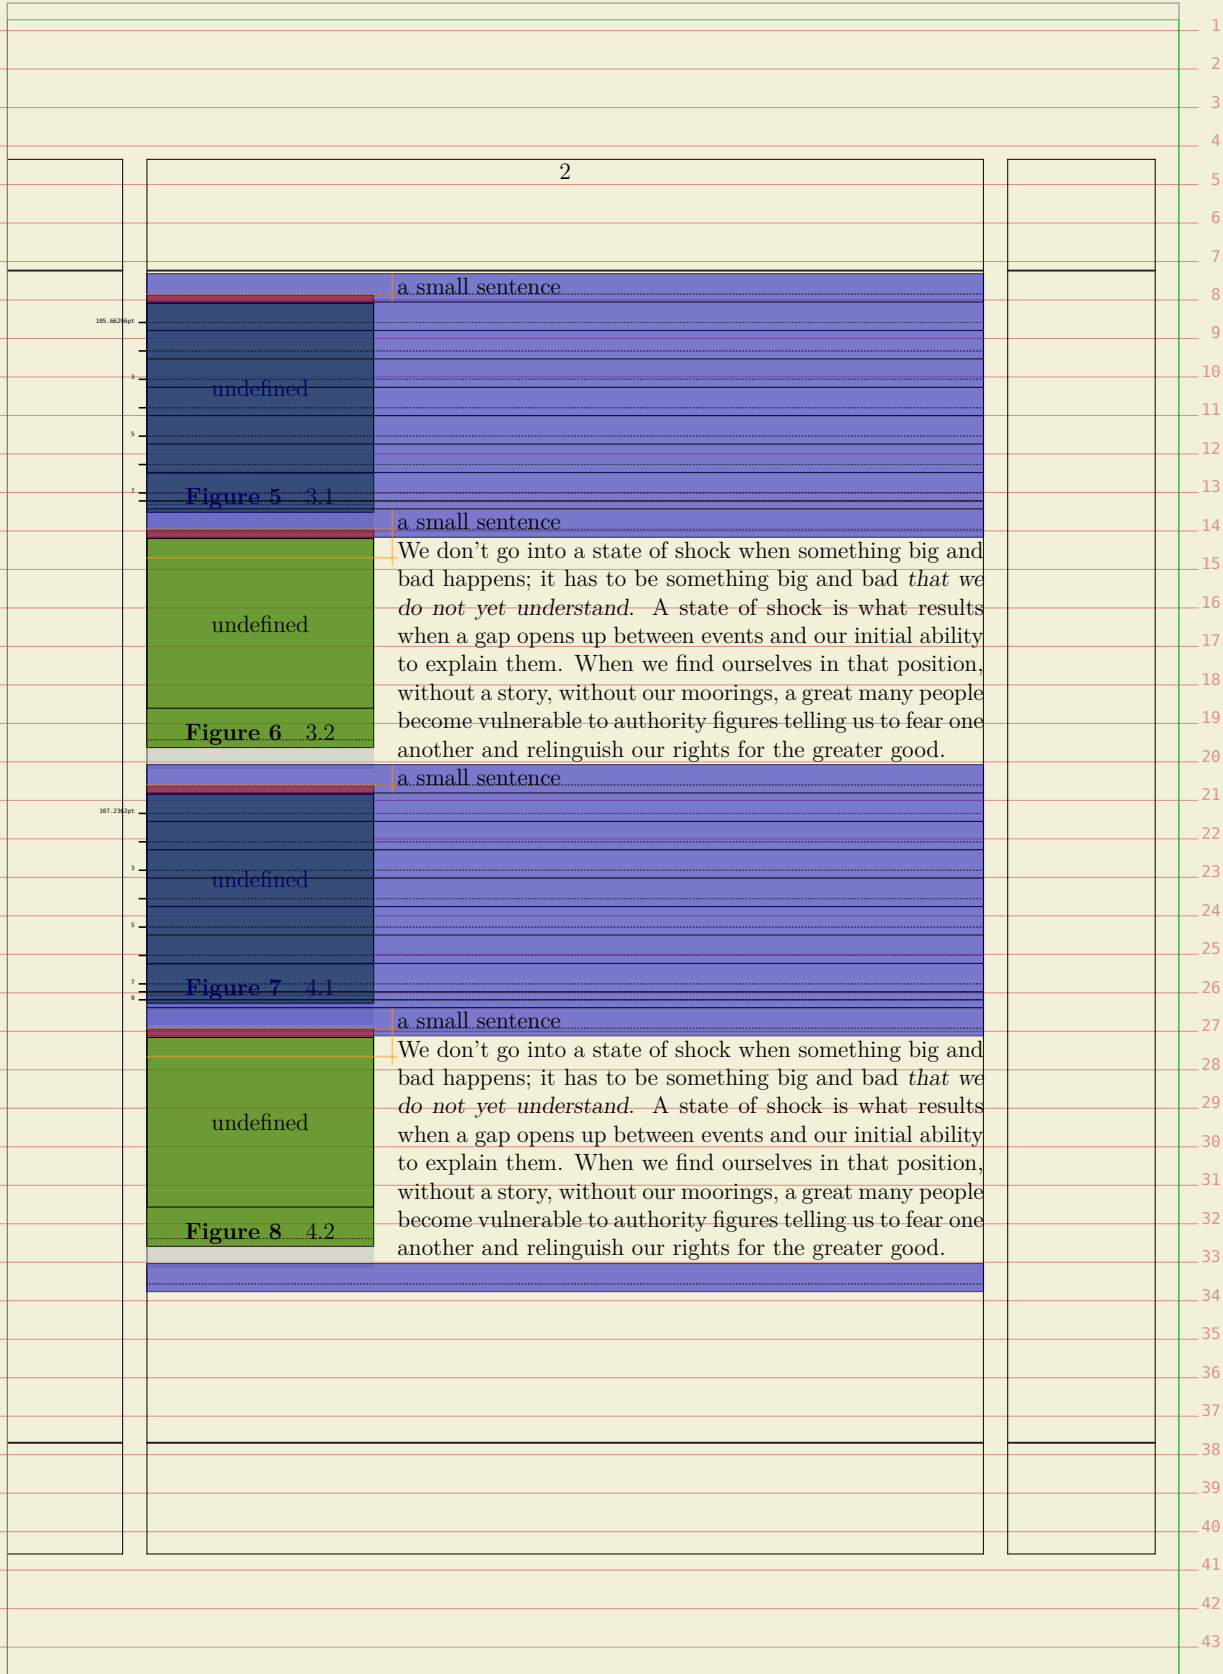 1
2
3
4
2
5
6
7
a small sentence
8
105.66296pt
9
3
10
undefined
11
5
12
7
13
Figure 5 3.1
a small sentence
14
We don't go into a state of shock when something big and
15
bad happens; it has to be something big and bad that we
16
do not yet understand. A state of shock is what results
undefined
17
when a gap opens up between events and our initial ability
to explain them. When we find ourselves in that position,
18
without a story, without our moorings, a great many people
19
become vulnerable to authority figures telling us to fear one
Figure 6 3.2
another and relinguish our rights for the greater good.
20
a small sentence
21
107.2362pt
22
3
23
undefined
24
5
25
7
26
Figure 7 4.1
9
a small sentence
27
We don't go into a state of shock when something big and
28
bad happens; it has to be something big and bad that we
29
do not yet understand. A state of shock is what results
undefined
30
when a gap opens up between events and our initial ability
to explain them. When we find ourselves in that position,
31
without a story, without our moorings, a great many people
32
become vulnerable to authority figures telling us to fear one
Figure 8 4.2
another and relinguish our rights for the greater good.
33
34
35
36
37
38
39
40
41
42
43